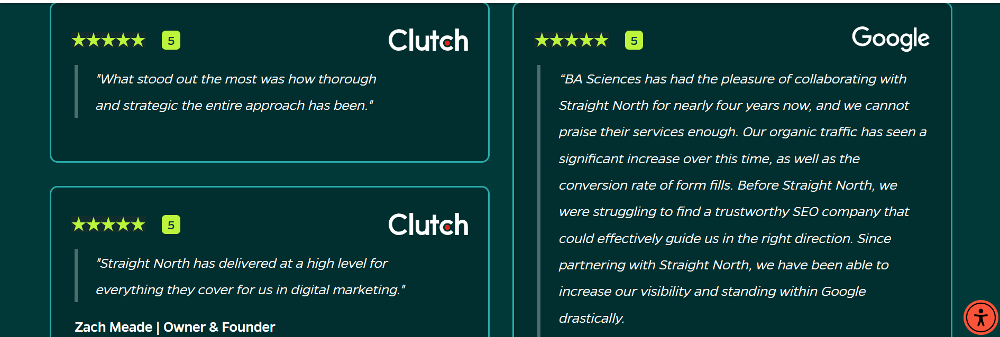 5
Clutch
"What stood out the most was how thorough
and strategic the entire approach has been."
5
Clutch
"Straight North has delivered at a high level for
everything they cover for us in digital marketing."
Zach Meade | Owner & Founder
5
Google
“BA Sciences has had the pleasure of collaborating with
Straight North for nearly four years now, and we cannot
praise their services enough. Our organic traffic has seen a
significant increase over this time, as well as the
conversion rate of form fills. Before Straight North, we
were struggling to find a trustworthy SEO company that
could effectively guide us in the right direction. Since
partnering with Straight North, we have been able to
increase our visibility and standing within Google
drastically.